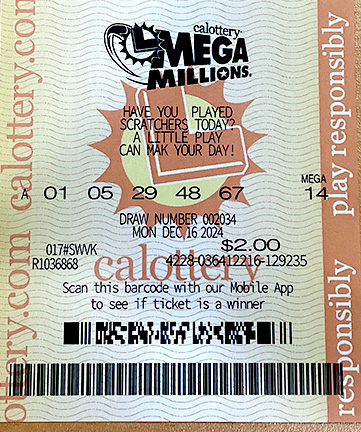 calottery
MEGA
MILLIONS.
HAVE YOU PLAYED
SCRATCHERS TODAY?
A LITTLE PLAY
CAN MAK YOUR DAY!
MEGA
A 01 05 29 48 67 14
DRAW NUMBER 002034
MON DEC 16 2024
017#SWVK $2.00
R1036868 4228-036412216-129235
calottery
Scan this barcode with our Mobile App
to see if ticket is a winner
ottery.com calottery.com
responsibly play responsibly